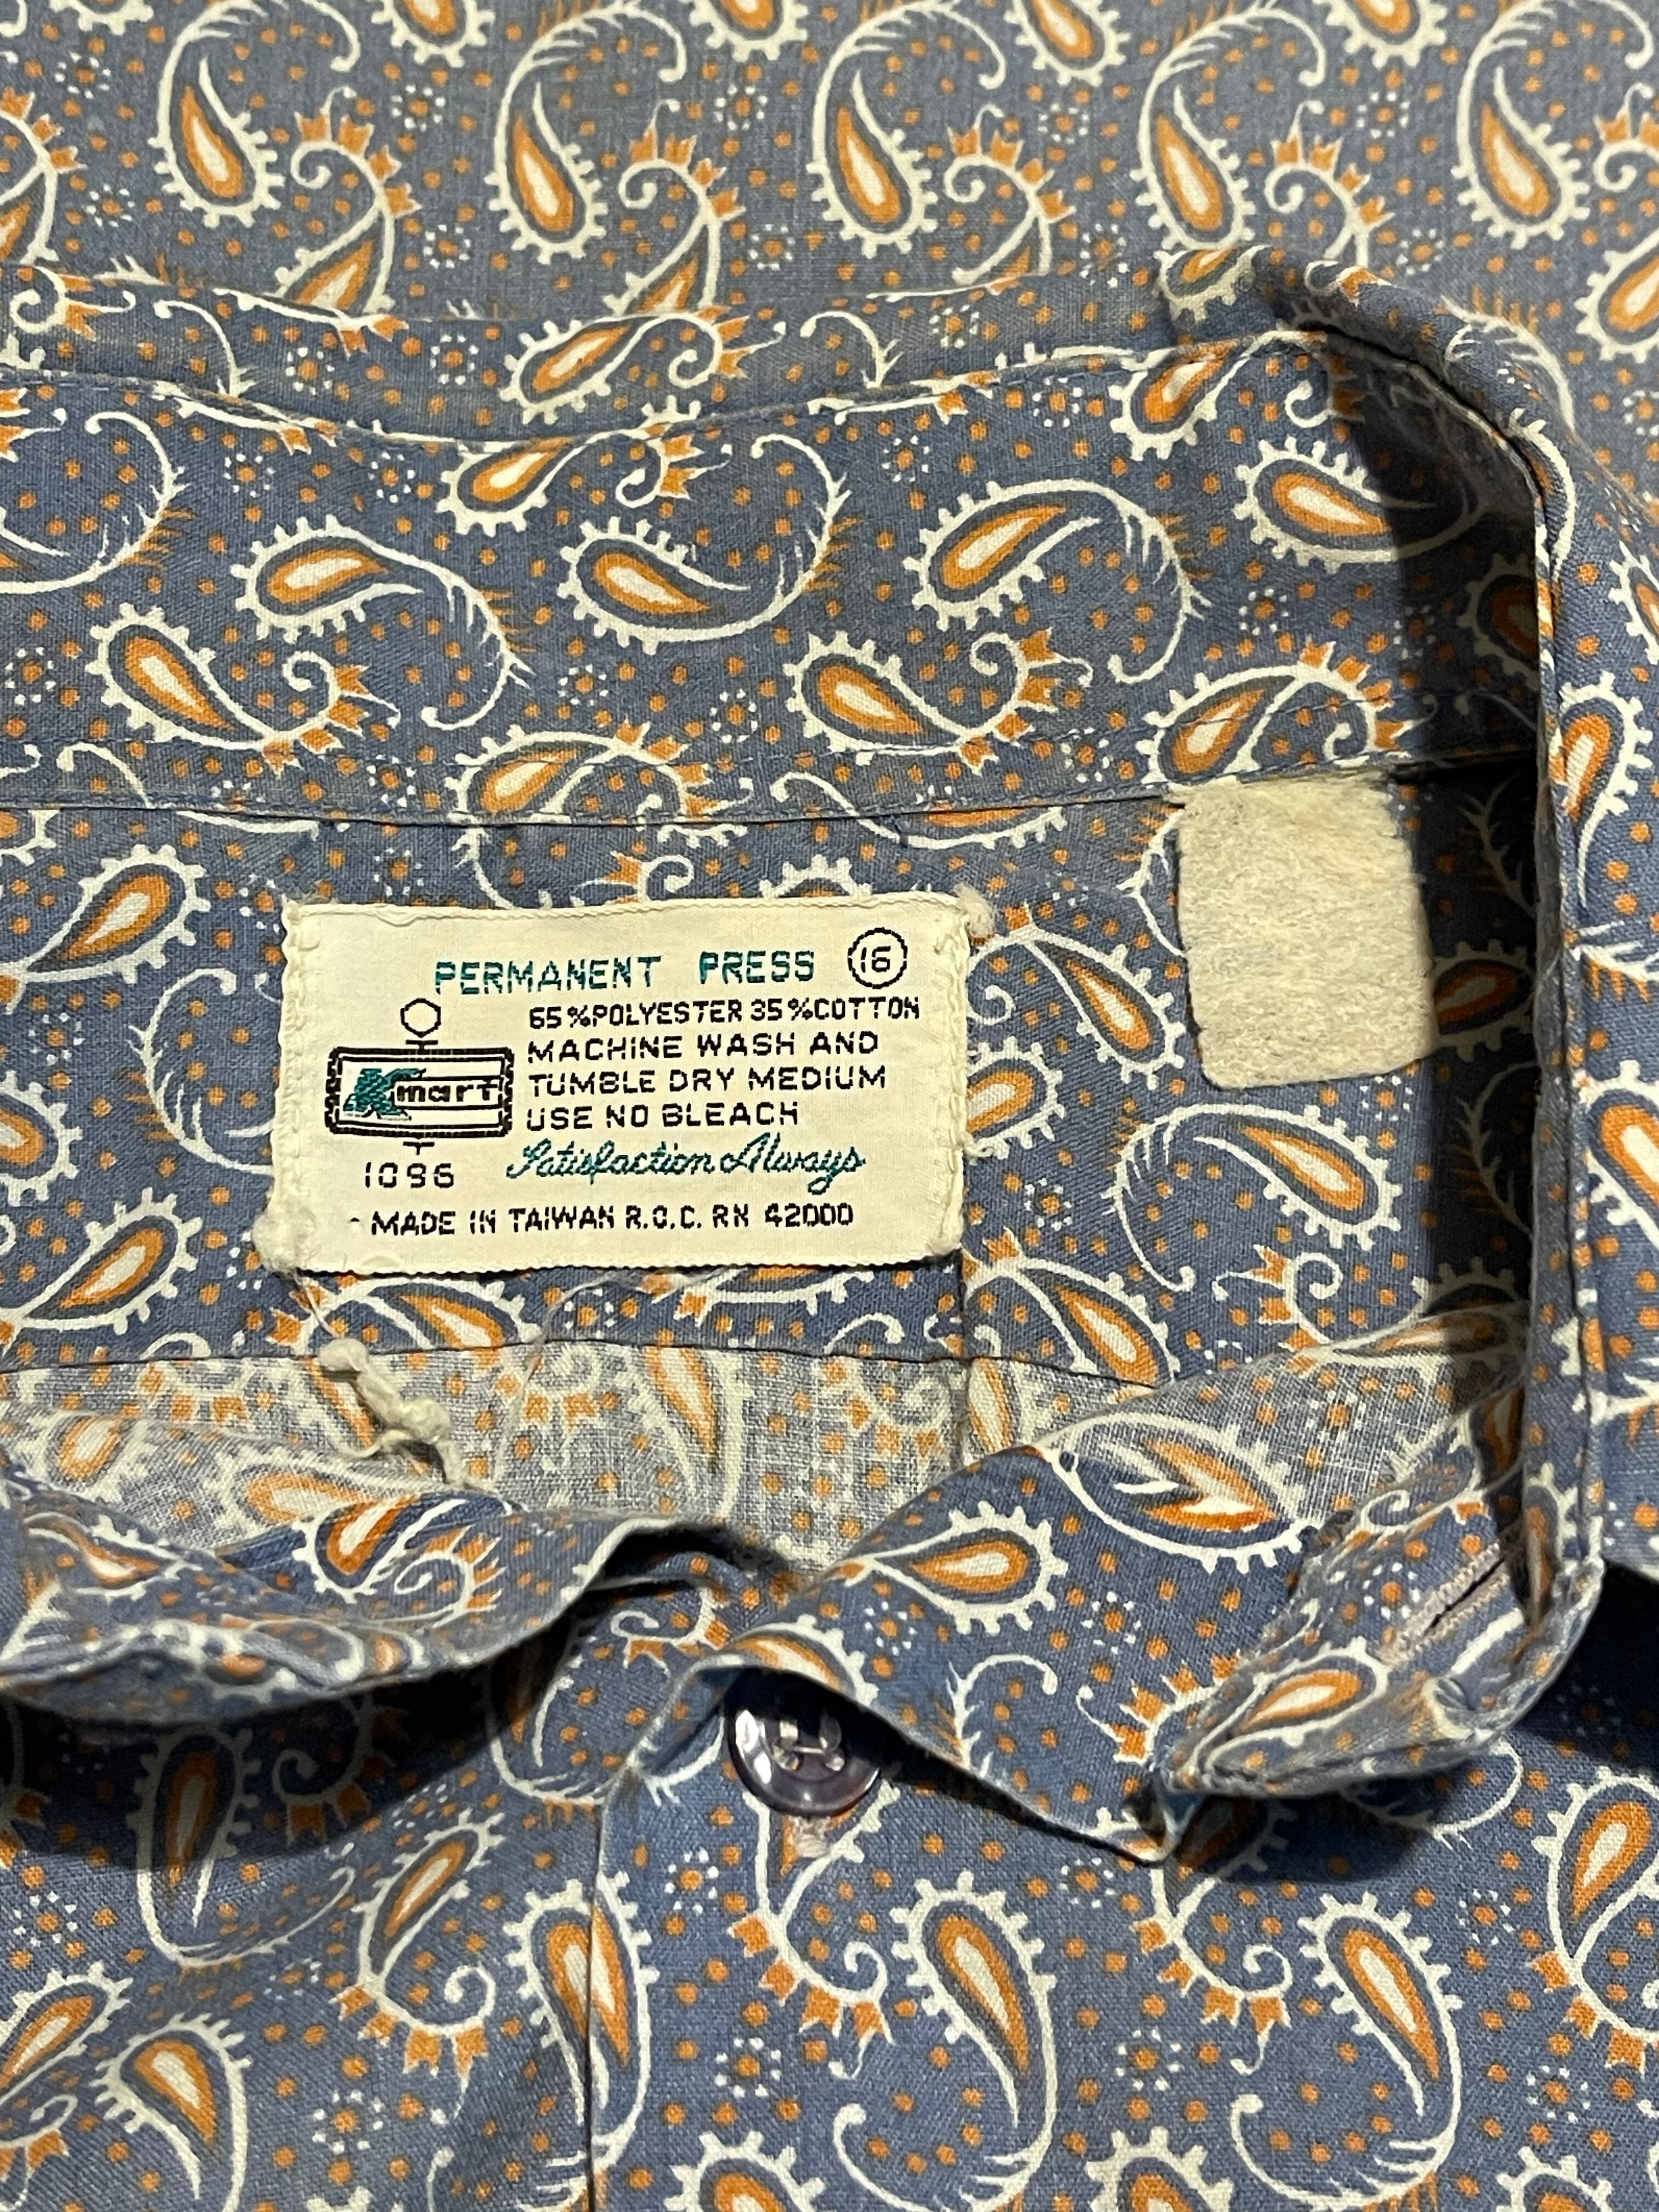 PERMANENT PRESS 16
65%POLYESTER 35%COTTON
MACHINE WASH AND
Kmart
TUMBLE DRY MEDIUM
USE NO BLEACH
1096
Satisfaction Always
MADE IN TAIWAN R.O.C. RN 42000